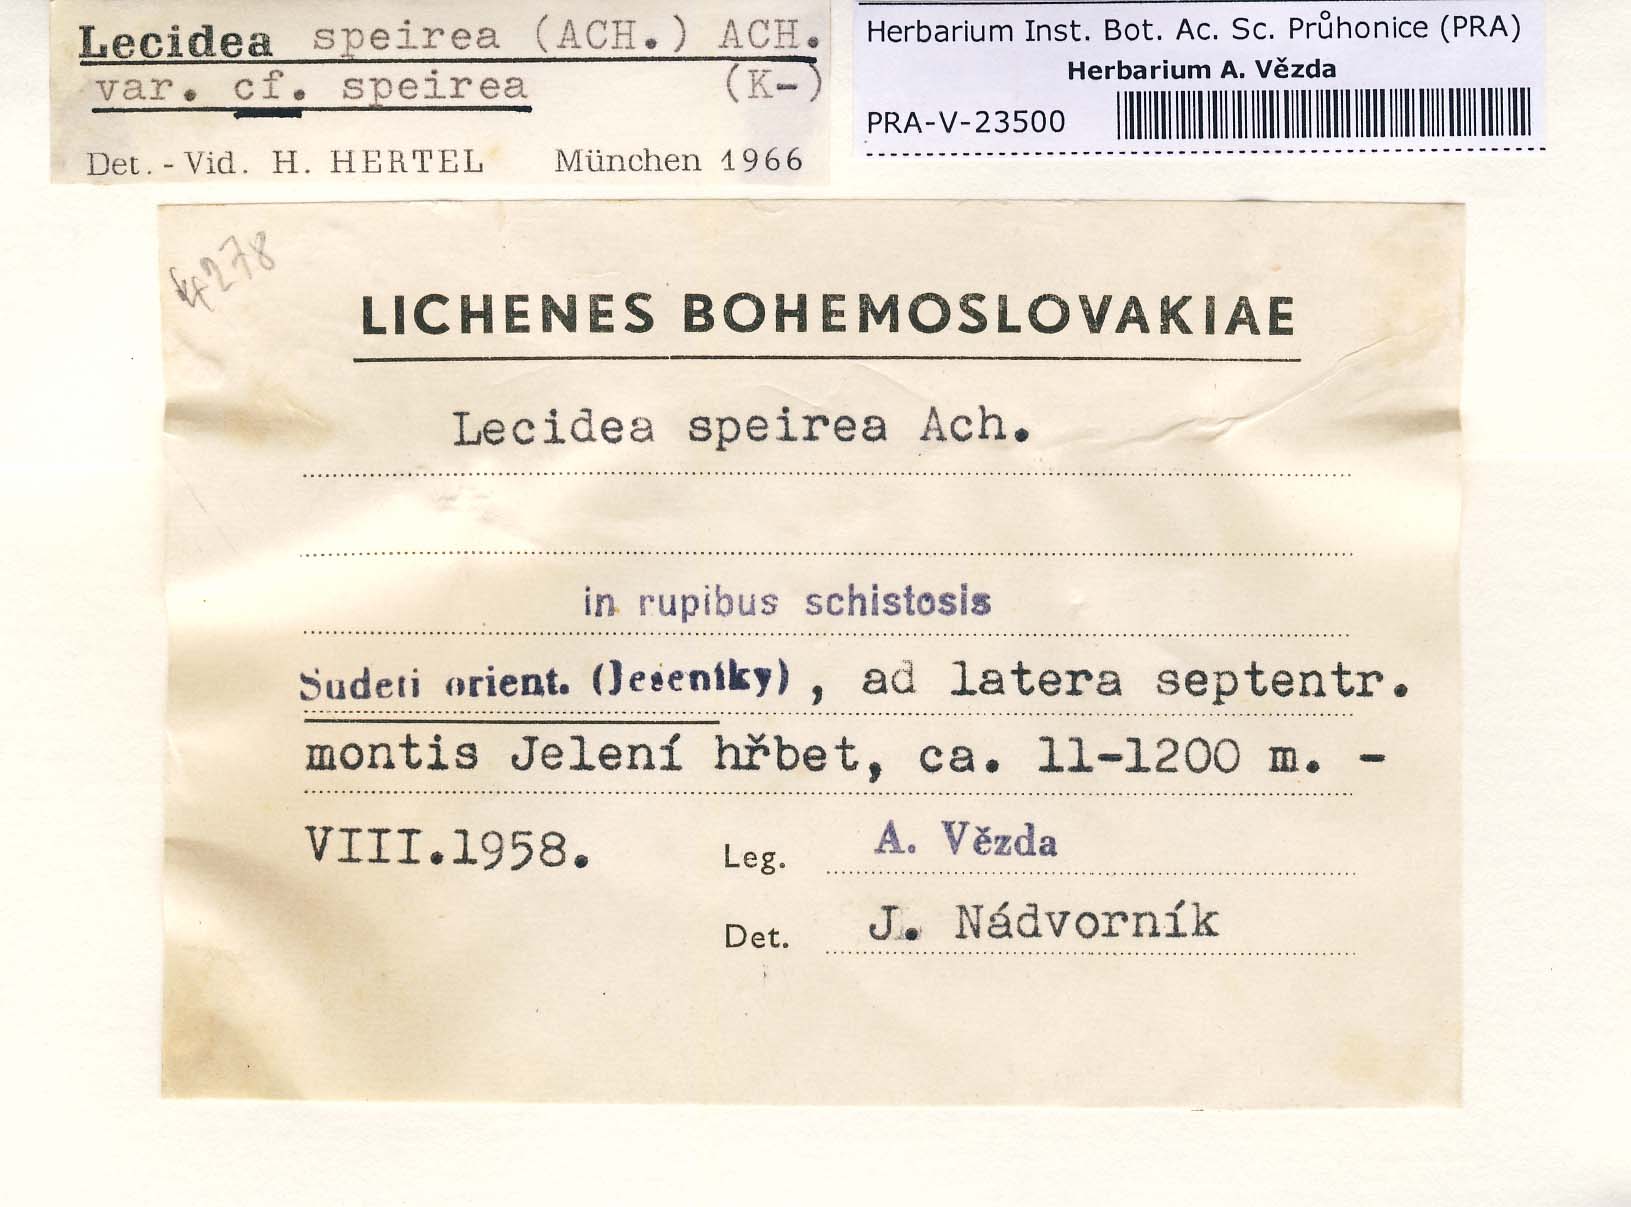 Lecidea speirea (ACH.) ACH.
var. cf. speirea (K-)
Det. - Vid. H. HERTEL München 1966
Herbarium Inst. Bot. Ac. Sc. Průhonice (PRA)
Herbarium A. Vězda
PRA-V-23500
4278
LICHENES BOHEMOSLOVAKIAE
Lecidea speirea Ach.
in rupibus schistosis
Sudeti orient. (Jeseníky), ad latera septentr.
montis Jelení hřbet, ca. 11-1200 m. -
VIII.1958.
Leg. A. Vězda
Det. J. Nádvorník